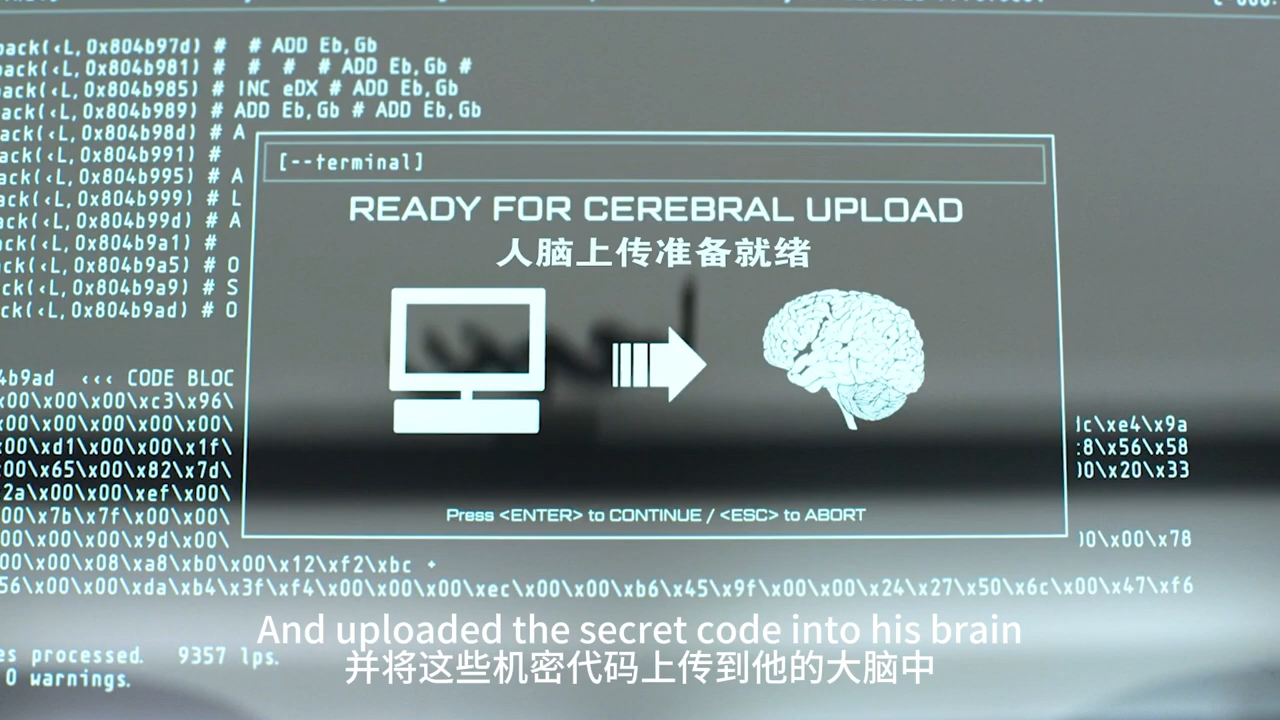 back(‹L,0x804b97d) #  # ADD Eb,Gb
ack(‹L,0x804b981) #  #  #  # ADD Eb,Gb #
ack(‹L,0x804b985) # INC eDX # ADD Eb,Gb
ack(‹L,0x804b989) # ADD Eb,Gb # ADD Eb,Gb
ack(‹L,0x804b98d) # A
ack(‹L,0x804b991) #
ack(‹L,0x804b995) # A
ack(‹L,0x804b999) # L
ack(‹L,0x804b99d) # A
ck(‹L,0x804b9a1) #
ck(‹L,0x804b9a5) # O
ck(‹L,0x804b9a9) # S
ck(‹L,0x804b9ad) # O
[--terminal]
READY FOR CEREBRAL UPLOAD
人脑上传准备就绪
Press <ENTER> to CONTINUE / <ESC> to ABORT
4b9ad  ‹‹‹ CODE BLOC
x00\x00\x00\xc3\x96\
x00\x00\x00\x00\x00\
00\xd1\x00\x00\x1f\
00\x65\x00\x82\x7d\
2a\x00\x00\xef\x00\
00\x7b\x7f\x00\x00\
00\x00\x00\x9d\x00\
c\xe4\x9a
8\x56\x58
0\x20\x33
0\x00\x78
00\x00\x08\xa8\xb0\x00\x12\xf2\xbc +
56\x00\x00\xda\xb4\x3f\xf4\x00\x00\x00\xec\x00\x00\xb6\x45\x9f\x00\x00\x24\x27\x50\x6c\x00\x47\xf6
And uploaded the secret code into his brain
es processed.  9357 lps.
并将这些机密代码上传到他的大脑中
0 warnings.